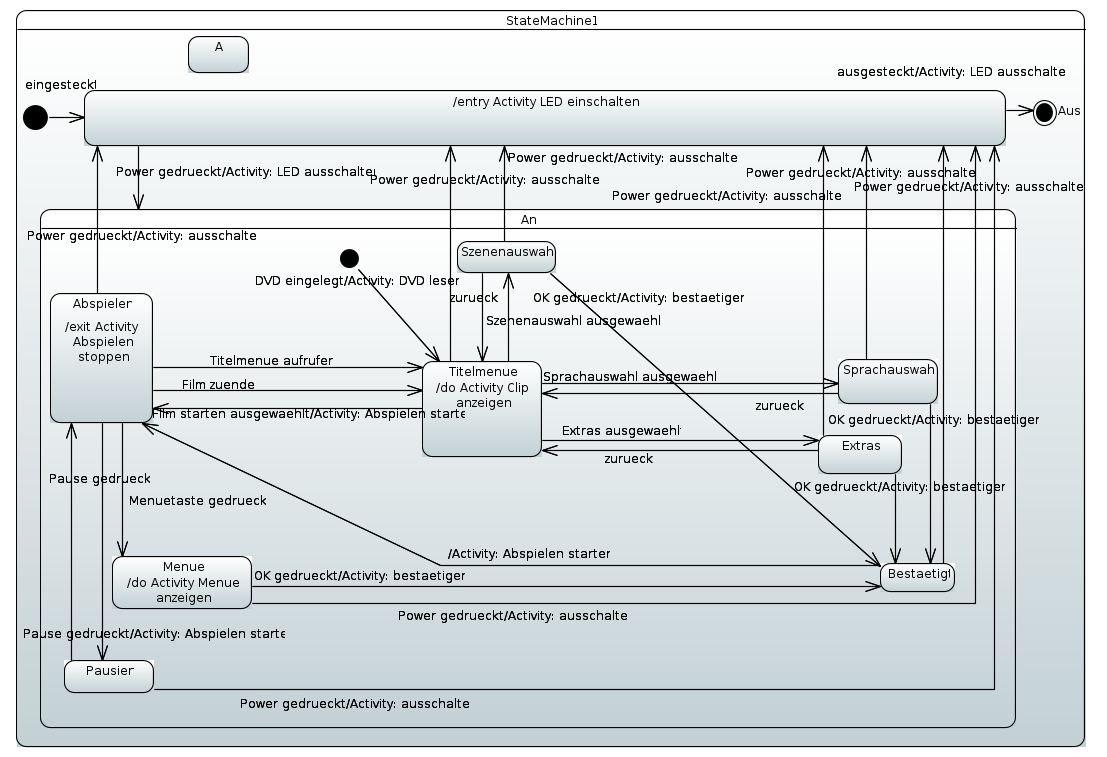 StateMachine1
A
ausgesteckt/Activity: LED ausschalte
eingesteckt
/entry Activity LED einschalten
Aus
Power gedrueckt/Activity: ausschalte
Power gedrueckt/Activity: LED ausschalte
Power gedrueckt/Activity: ausschalte
Power gedrueckt/Activity: ausschalte
Power gedrueckt/Activity: ausschalte
Power gedrueckt/Activity: ausschalte
An
Power gedrueckt/Activity: ausschalte
Szenenauswah
DVD eingelegt/Activity: DVD leser
zurueck
OK gedrueckt/Activity: bestaetiger
Abspieler
/exit Activity
Abspielen
stoppen
Szenenauswahl ausgewaehl
Titelmenue aufrufer
Titelmenue
/do Activity Clip
anzeigen
Sprachauswahl ausgewaehl
Sprachauswah
Film zuende
zurueck
Film starten ausgewaehlt/Activity: Abspielen starte
OK gedrueckt/Activity: bestaetiger
Extras ausgewaehl
Extras
zurueck
Pause gedrueck
OK gedrueckt/Activity: bestaetiger
Menuetaste gedrueck
/Activity: Abspielen starter
Menue
/do Activity Menue
anzeigen
OK gedrueckt/Activity: bestaetiger
Bestaetigt
Power gedrueckt/Activity: ausschalte
Pause gedrueckt/Activity: Abspielen starte
Pausier
Power gedrueckt/Activity: ausschalte